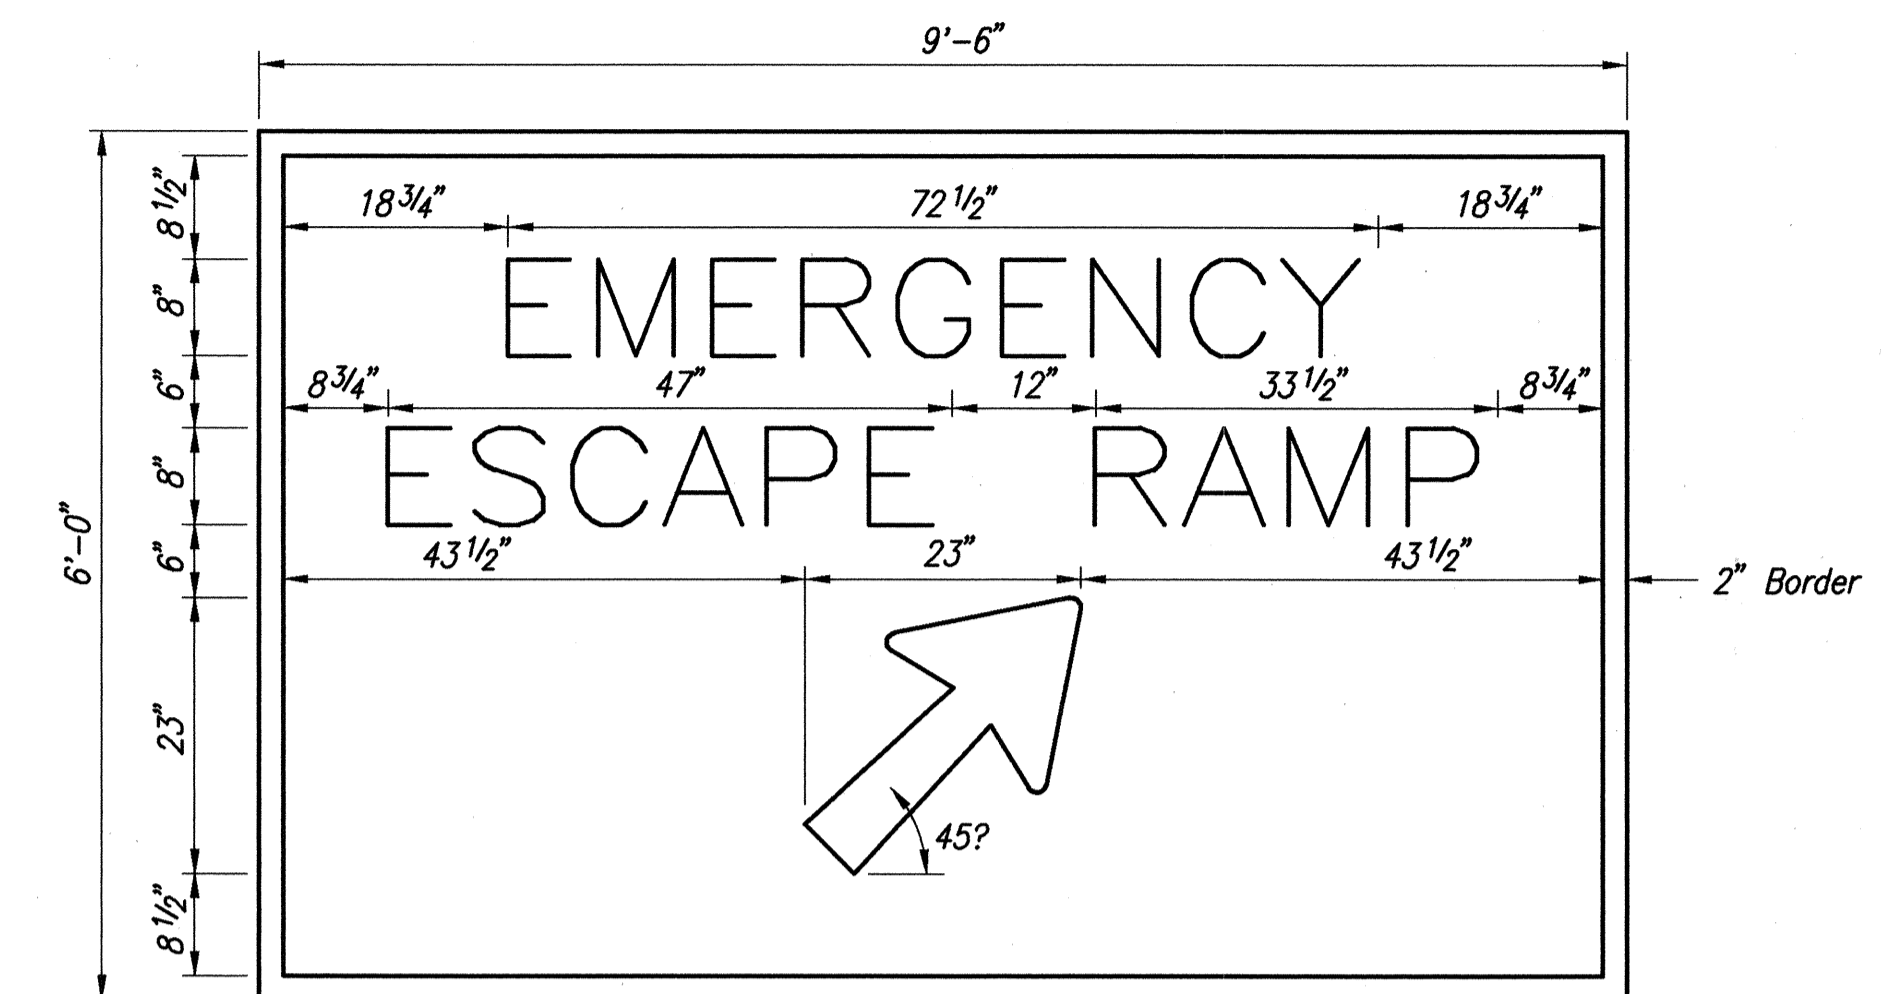 9'-6"
18 3/4" 72 1/2" 18 3/4"
8 1/2"
EMERGENCY
8"
8 3/4" 47" 12" 33 1/2" 8 3/4"
6"
ESCAPE RAMP
8"
6'-0"
43 1/2" 23" 43 1/2"
6"
2" Border
23"
45?
8 1/2"